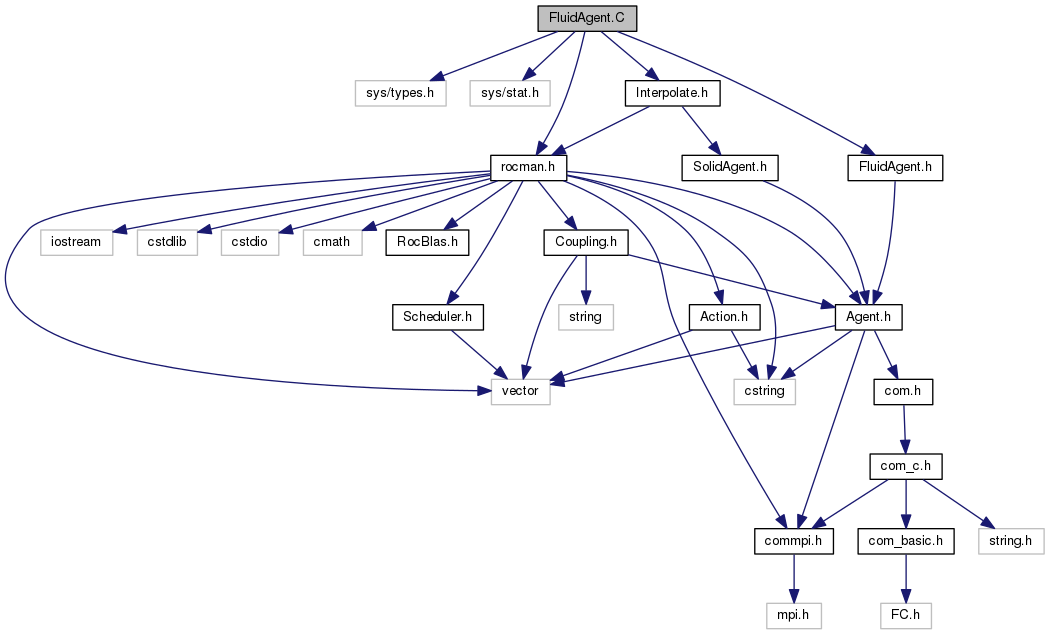 FluidAgent.C
sys/types.h
sys/stat.h
Interpolate.h
rocman.h
SolidAgent.h
FluidAgent.h
iostream
cstdlib
cstdio
cmath
RocBlas.h
Coupling.h
Scheduler.h
string
Action.h
Agent.h
vector
cstring
com.h
com_c.h
commpi.h
com_basic.h
string.h
mpi.h
FC.h